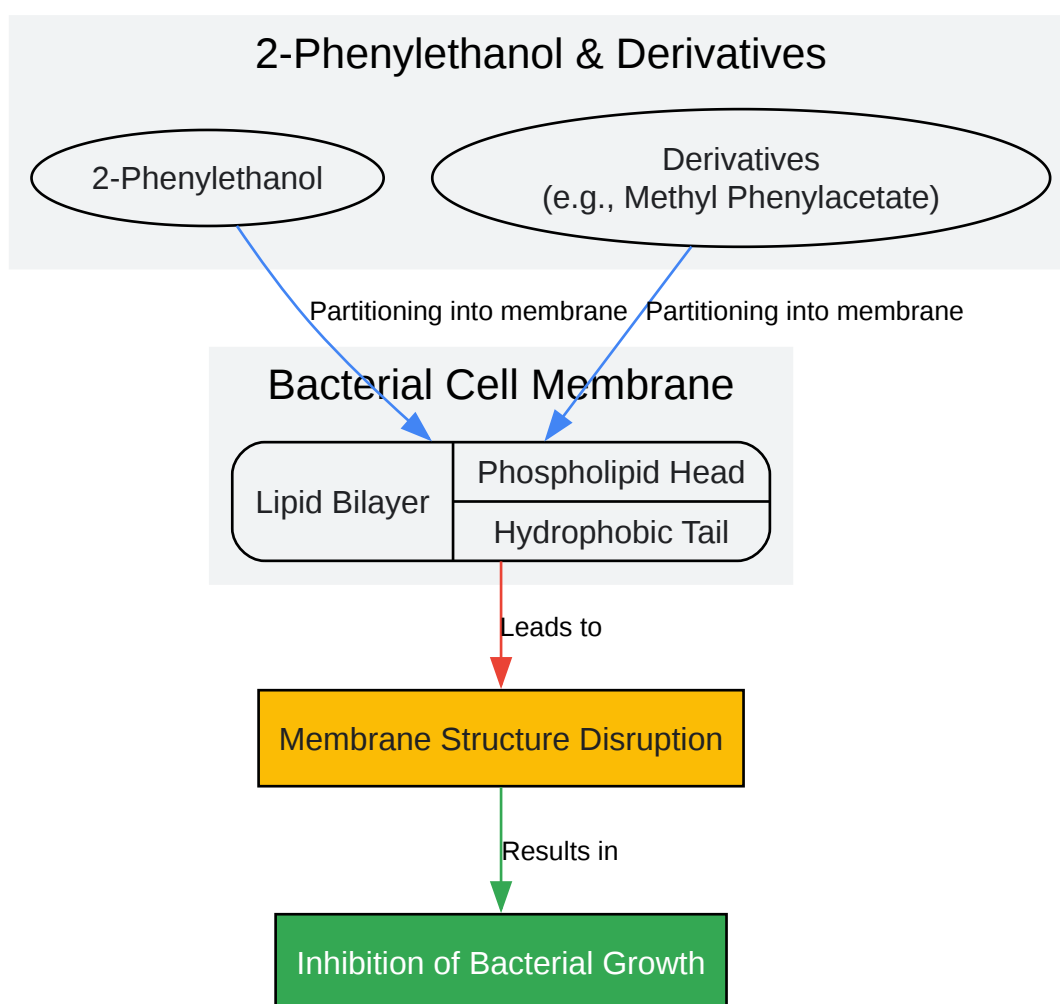 2-Phenylethanol & Derivatives
2-Phenylethanol
Derivatives
(e.g., Methyl Phenylacetate)
Partitioning into membrane
Partitioning into membrane
Bacterial Cell Membrane
Lipid Bilayer
Phospholipid Head
Hydrophobic Tail
Leads to
Membrane Structure Disruption
Results in
Inhibition of Bacterial Growth